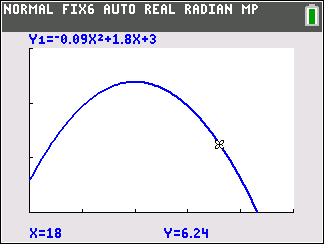 NORMAL FIX6 AUTO REAL RADIAN MP
Y₁=⁻0.09X²+1.8X+3
X=18 Y=6.24